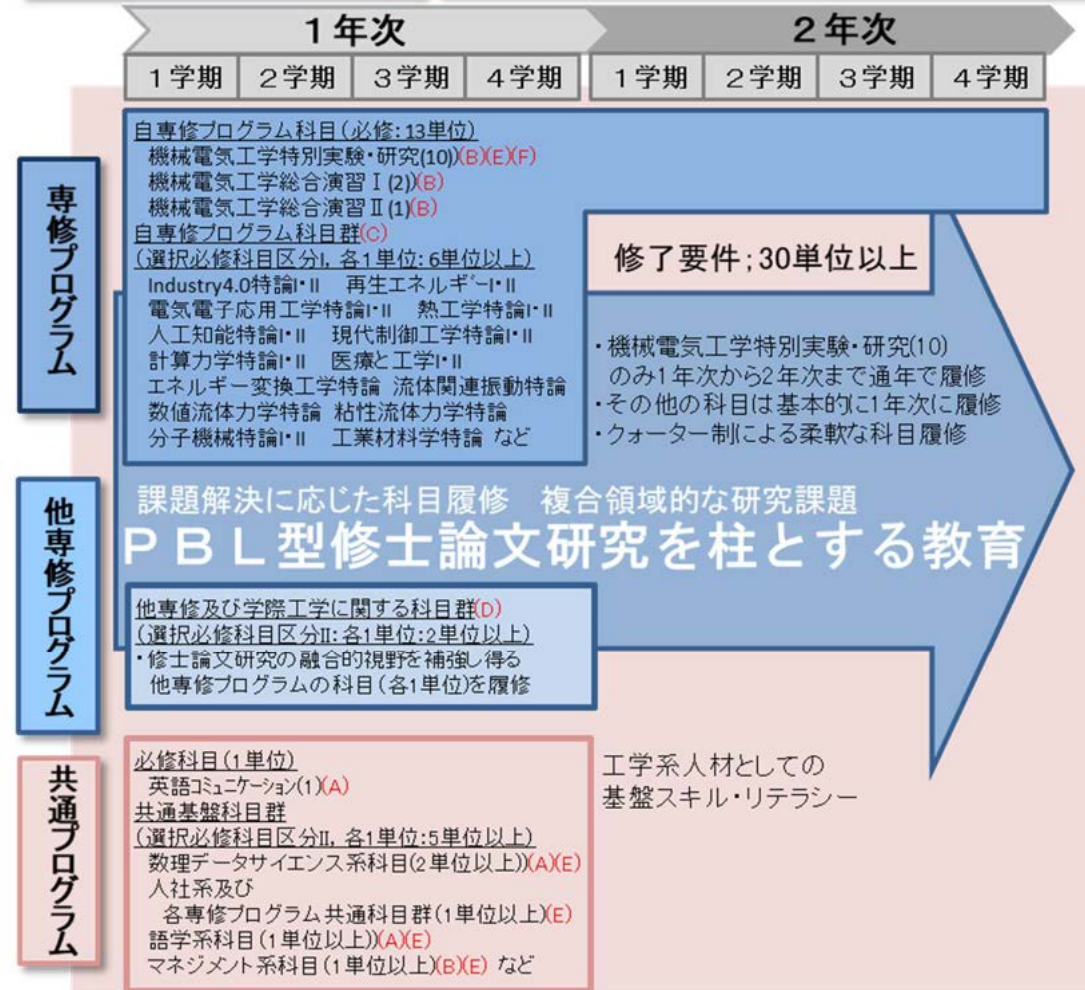 1年次
2年次
1学期 2学期 3学期 4学期 1学期 2学期 3学期 4学期
専修プログラム
自専修プログラム科目(必修:13単位)
機械電気工学特別実験・研究(10))(B)(E)(F)
機械電気工学総合演習Ⅰ(2))(B)
機械電気工学総合演習Ⅱ(1)(B)
自専修プログラム科目群(C)
(選択必修科目区分I, 各1単位:6単位以上)
Industry4.0特論I・II 再生エネルギーI・II
電気電子応用工学特論I・II 熱工学特論I・II
人工知能特論I・II 現代制御工学特論I・II
計算力学特論I・II 医療と工学I・II
エネルギー変換工学特論 流体関連振動特論
数値流体力学特論 粘性流体力学特論
分子機械特論I・II 工業材料学特論 など
修了要件;30単位以上
・機械電気工学特別実験・研究(10)
のみ1年次から2年次まで通年で履修
・その他の科目は基本的に1年次に履修
・クォーター制による柔軟な科目履修
課題解決に応じた科目履修 複合領域的な研究課題
PBL型修士論文研究を柱とする教育
他専修プログラム
他専修及び学際工学に関する科目群(D)
(選択必修科目区分II:各1単位:2単位以上)
・修士論文研究の融合的視野を補強し得る
他専修プログラムの科目(各1単位)を履修
共通プログラム
必修科目(1単位)
英語コミュニケーション(1)(A)
共通基盤科目群
(選択必修科目区分II, 各1単位:5単位以上)
数理データサイエンス系科目(2単位以上))(A)(E)
人社系及び
各専修プログラム共通科目群(1単位以上)(E)
語学系科目(1単位以上))(A)(E)
マネジメント系科目(1単位以上)(B)(E) など
工学系人材としての
基盤スキル・リテラシー